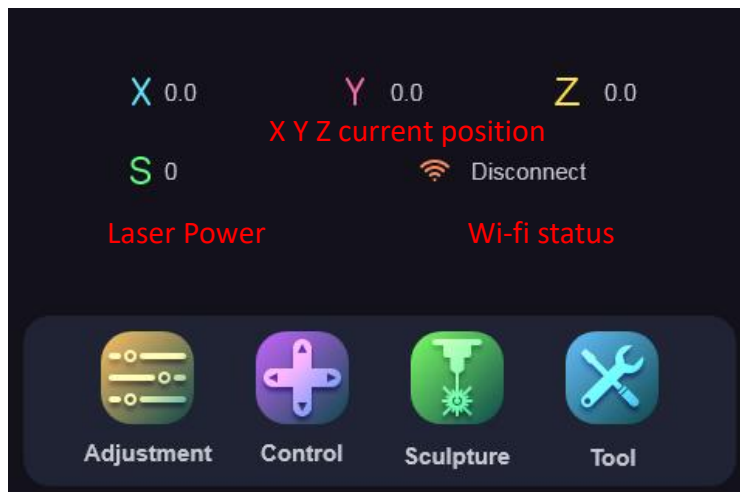 X 0.0 Y 0.0 Z 0.0
X Y Z current position
S 0 Disconnect
Laser Power Wi-fi status
Adjustment Control Sculpture Tool